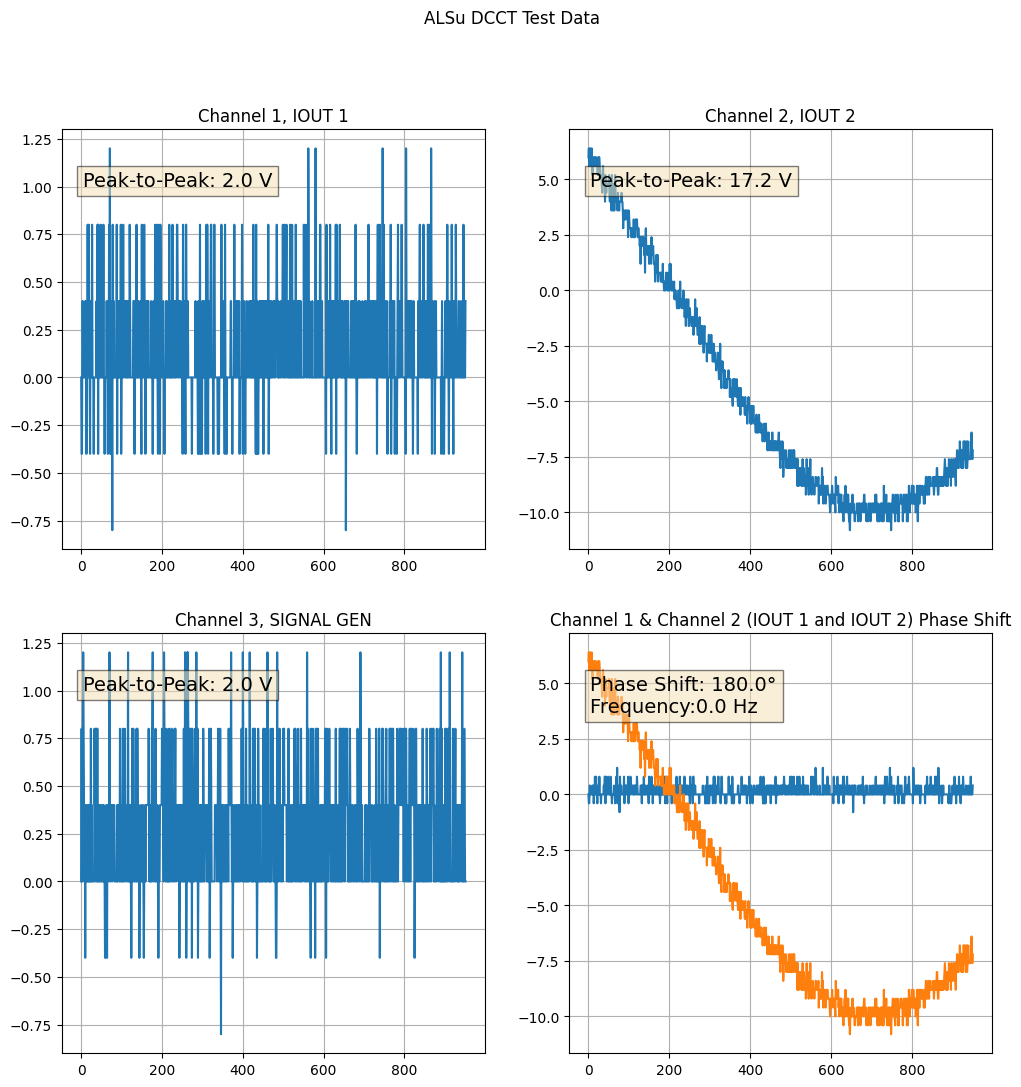 ALSu DCCT Test Data
Channel 1, IOUT 1
1.25
1.00
0.75
0.50
0.25
0.00
−0.25
−0.50
−0.75
0 200 400 600 800
Peak-to-Peak: 2.0 V
Channel 2, IOUT 2
5.0
2.5
0.0
−2.5
−5.0
−7.5
−10.0
0 200 400 600 800
Peak-to-Peak: 17.2 V
Channel 3, SIGNAL GEN
1.25
1.00
0.75
0.50
0.25
0.00
−0.25
−0.50
−0.75
0 200 400 600 800
Peak-to-Peak: 2.0 V
Channel 1 & Channel 2 (IOUT 1 and IOUT 2) Phase Shift
5.0
2.5
0.0
−2.5
−5.0
−7.5
−10.0
0 200 400 600 800
Phase Shift: 180.0°
Frequency:0.0 Hz